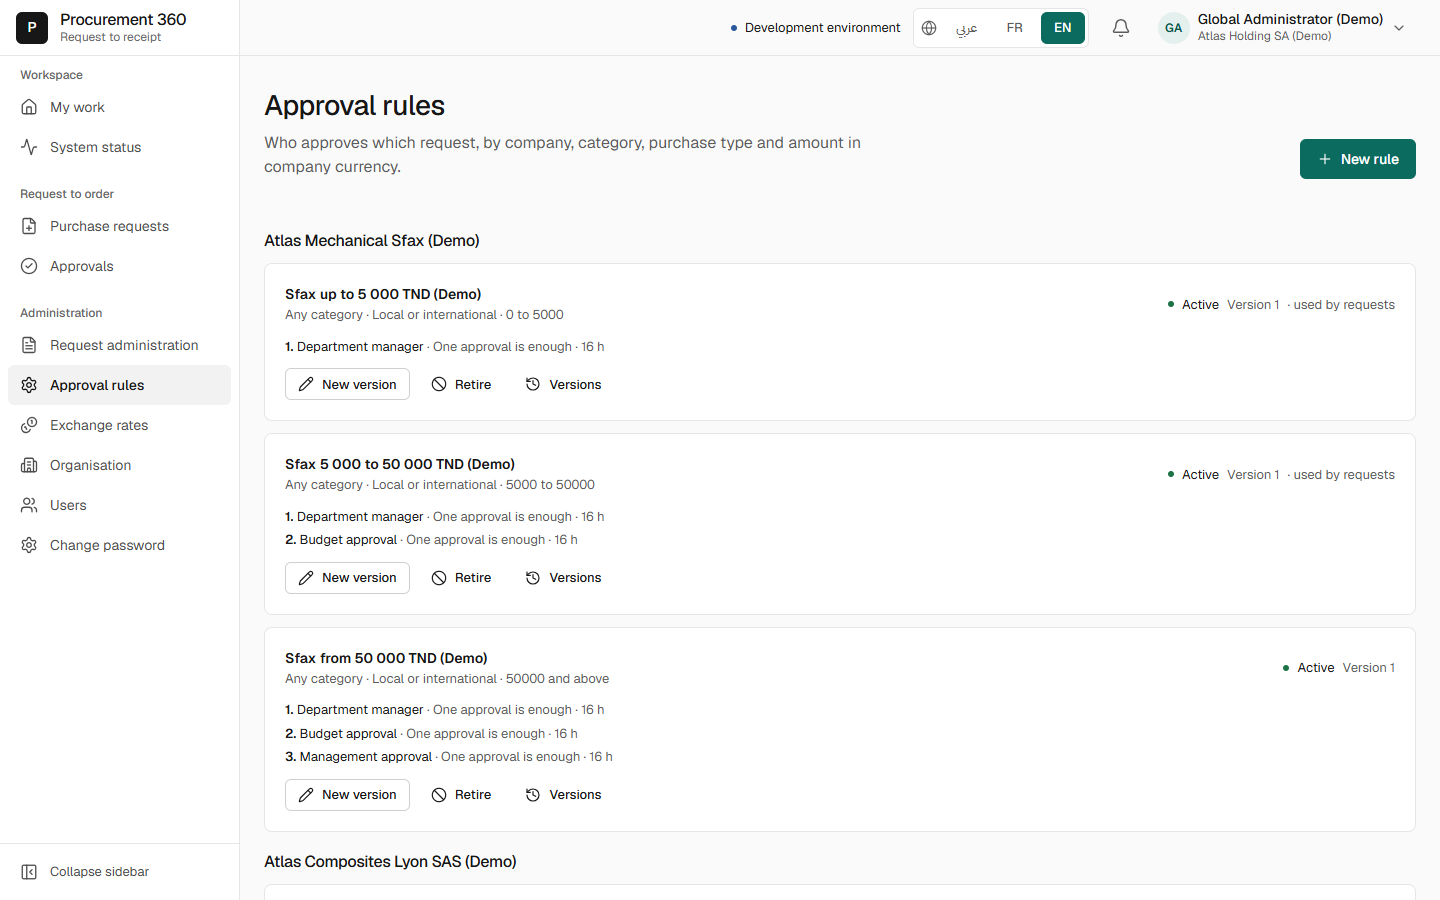 P
Procurement 360
Request to receipt
Development environment
عربي
FR
EN
GA
Global Administrator (Demo)
Atlas Holding SA (Demo)
Workspace
My work
System status
Request to order
Purchase requests
Approvals
Administration
Request administration
Approval rules
Exchange rates
Organisation
Users
Change password
Collapse sidebar
Approval rules
Who approves which request, by company, category, purchase type and amount in
company currency.
New rule
Atlas Mechanical Sfax (Demo)
Sfax up to 5 000 TND (Demo)
Any category · Local or international · 0 to 5000
Active Version 1 · used by requests
1. Department manager · One approval is enough · 16 h
New version Retire Versions
Sfax 5 000 to 50 000 TND (Demo)
Any category · Local or international · 5000 to 50000
Active Version 1 · used by requests
1. Department manager · One approval is enough · 16 h
2. Budget approval · One approval is enough · 16 h
New version Retire Versions
Sfax from 50 000 TND (Demo)
Any category · Local or international · 50000 and above
Active Version 1
1. Department manager · One approval is enough · 16 h
2. Budget approval · One approval is enough · 16 h
3. Management approval · One approval is enough · 16 h
New version Retire Versions
Atlas Composites Lyon SAS (Demo)